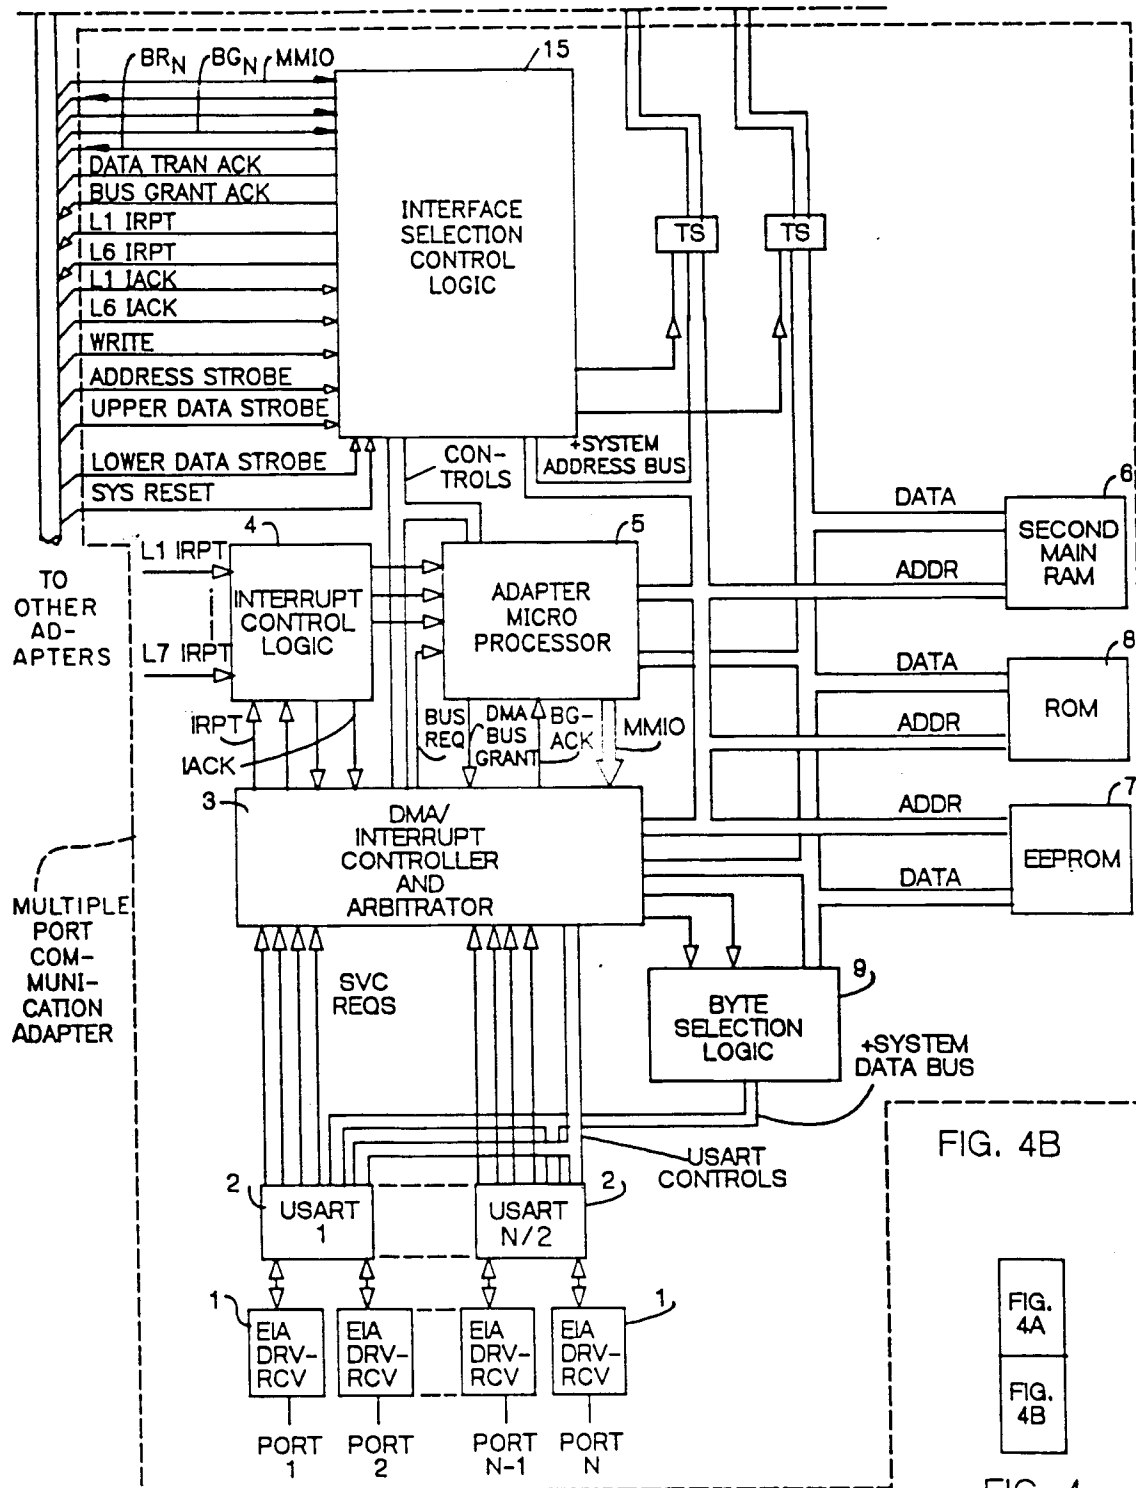 BRN
BGN
MMIO
15
DATA TRAN ACK
BUS GRANT ACK
L1 IRPT
L6 IRPT
L1 IACK
L6 IACK
WRITE
ADDRESS STROBE
UPPER DATA STROBE
LOWER DATA STROBE
SYS RESET
INTERFACE
SELECTION
CONTROL
LOGIC
TS
TS
CON-
TROLS
+SYSTEM
ADDRESS BUS
TO
OTHER
AD-
APTERS
L1 IRPT
L7 IRPT
4
INTERRUPT
CONTROL
LOGIC
5
ADAPTER
MICRO
PROCESSOR
DATA
ADDR
6
SECOND
MAIN
RAM
DATA
ADDR
8
ROM
ADDR
DATA
7
EEPROM
IRPT
IACK
BUS
REQ
DMA
BUS
GRANT
BG-
ACK
MMIO
3
DMA/
INTERRUPT
CONTROLLER
AND
ARBITRATOR
MULTIPLE
PORT
COM-
MUNI-
CATION
ADAPTER
SVC
REQS
9
BYTE
SELECTION
LOGIC
+SYSTEM
DATA BUS
USART
CONTROLS
2
USART
1
2
USART
N/2
1
EIA
DRV-
RCV
EIA
DRV-
RCV
EIA
DRV-
RCV
1
EIA
DRV-
RCV
PORT
1
PORT
2
PORT
N-1
PORT
N
FIG. 4B
FIG.
4A
FIG.
4B
FIG. 4